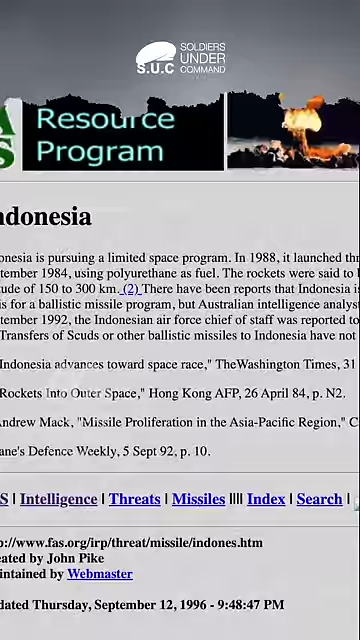 S.U.C
SOLDIERS
UNDER
COMMAND
Resource
Program
ndonesia
onesia is pursuing a limited space program. In 1988, it launched thr
tember 1984, using polyurethane as fuel. The rockets were said to b
tude of 150 to 300 km. (2) There have been reports that Indonesia is
is for a ballistic missile program, but Australian intelligence analyst
tember 1992, the Indonesian air force chief of staff was reported to
Transfers of Scuds or other ballistic missiles to Indonesia have not
Indonesia advances toward space race," TheWashington Times, 31
Rockets Into Outer Space," Hong Kong AFP, 26 April 84, p. N2.
Andrew Mack, "Missile Proliferation in the Asia-Pacific Region," C
ane's Defence Weekly, 5 Sept 92, p. 10.
S | Intelligence | Threats | Missiles |||| Index | Search |
p://www.fas.org/irp/threat/missile/indones.htm
eated by John Pike
intained by Webmaster
dated Thursday, September 12, 1996 - 9:48:47 PM